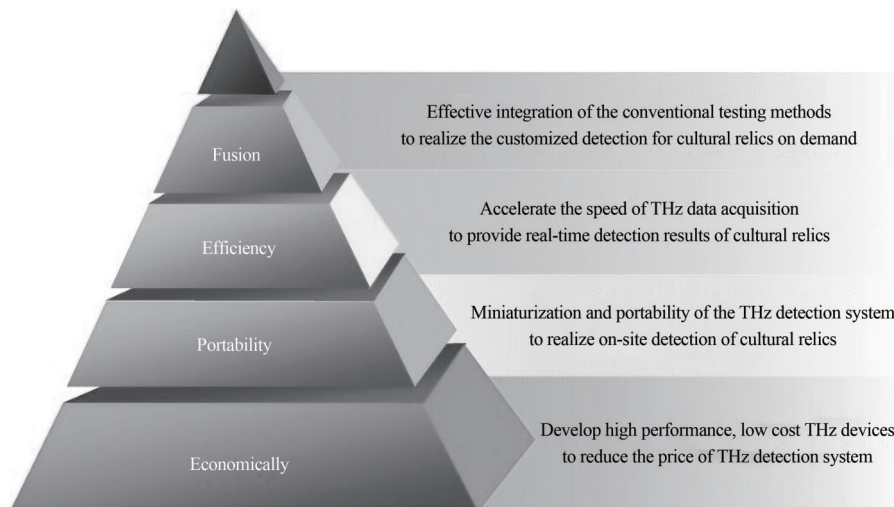 Effective integration of the conventional testing methods
to realize the customized detection for cultural relics on demand
Fusion
Accelerate the speed of THz data acquisition
to provide real-time detection results of cultural relics
Efficiency
Miniaturization and portability of the THz detection system
to realize on-site detection of cultural relics
Portability
Develop high performance, low cost THz devices
to reduce the price of THz detection system
Economically